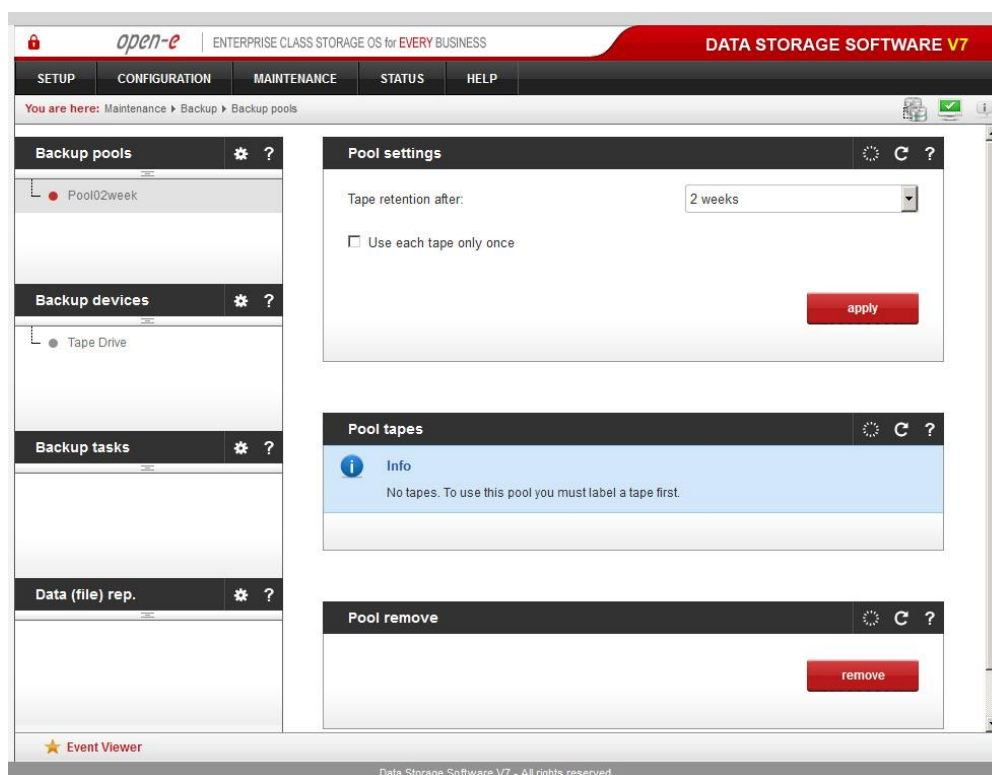 open-e ENTERPRISE CLASS STORAGE OS for EVERY BUSINESS DATA STORAGE SOFTWARE V7
SETUP CONFIGURATION MAINTENANCE STATUS HELP
You are here: Maintenance Backup Backup pools
Backup pools ?
Pool02week
Backup devices ?
Tape Drive
Backup tasks ?
Data (file) rep. ?
Pool settings ?
Tape retention after: 2 weeks
Use each tape only once
apply
Pool tapes ?
Info
No tapes. To use this pool you must label a tape first.
Pool remove ?
remove
Event Viewer
Data Storage Software V7 - All rights reserved